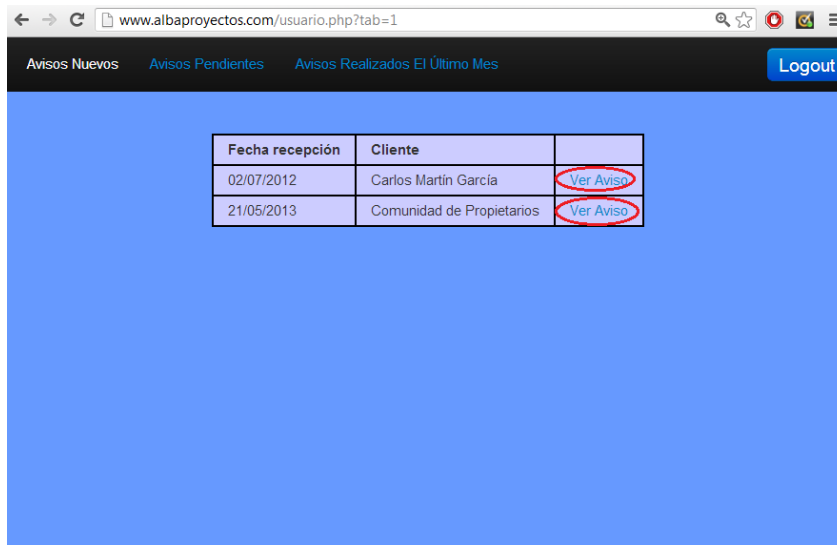 www.albaproyectos.com/usuario.php?tab=1
Avisos Nuevos Avisos Pendientes Avisos Realizados El Último Mes Logout
Fecha recepción Cliente
02/07/2012 Carlos Martín García Ver Aviso
21/05/2013 Comunidad de Propietarios Ver Aviso